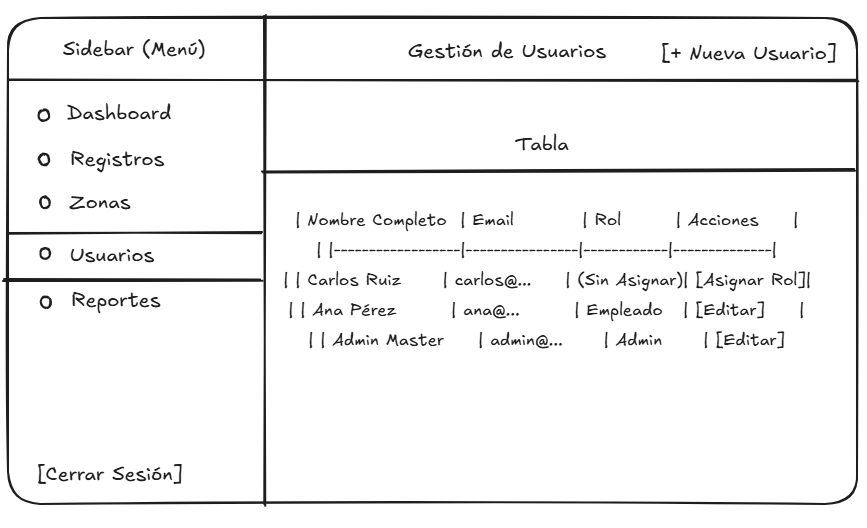 Sidebar (Menú)
Gestión de Usuarios
[+ Nueva Usuario]
Dashboard
Registros
Zonas
Usuarios
Reportes
[Cerrar Sesión]
Tabla
| Nombre Completo | Email | Rol | Acciones |
| |------------------|----------------|------------|--------------|
| | Carlos Ruiz | carlos@... | (Sin Asignar)| [Asignar Rol]|
| | Ana Pérez | ana@... | Empleado | [Editar] |
| | Admin Master | admin@... | Admin | [Editar]